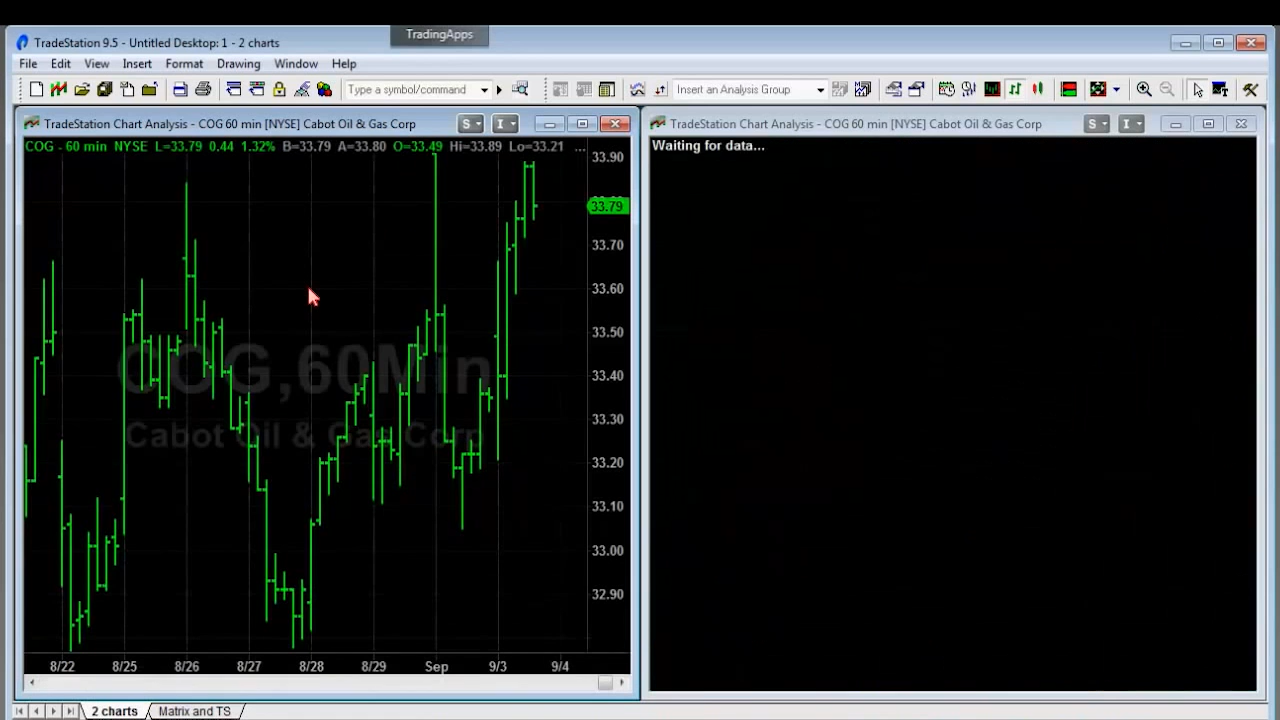 TradingApps
TradeStation 9.5 - Untitled Desktop: 1 - 2 charts
File Edit View Insert Format Drawing Window Help
Type a symbol/command
Insert an Analysis Group
TradeStation Chart Analysis - COG 60 min [NYSE] Cabot Oil & Gas Corp
S I
COG - 60 min NYSE L=33.79 0.44 1.32% B=33.79 A=33.80 O=33.49 Hi=33.89 Lo=33.21 ...
33.90
33.79
33.70
33.60
33.50
33.40
33.30
33.20
33.10
33.00
32.90
COG,60Min
Cabot Oil & Gas Corp
8/22 8/25 8/26 8/27 8/28 8/29 Sep 9/3 9/4
TradeStation Chart Analysis - COG 60 min [NYSE] Cabot Oil & Gas Corp
S I
Waiting for data...
2 charts Matrix and TS